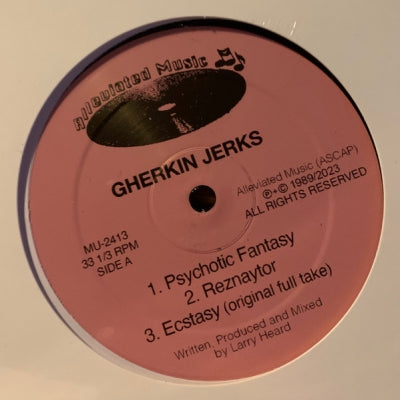 Alleviated Music
GHERKIN JERKS
Alleviated Music (ASCAP)
℗+© 1989/2023
ALL RIGHTS RESERVED
MU-2413
33 1/3 RPM
SIDE A
1. Psychotic Fantasy
2. Reznaytor
3. Ecstasy (original full take)
Written, Produced and Mixed
by Larry Heard